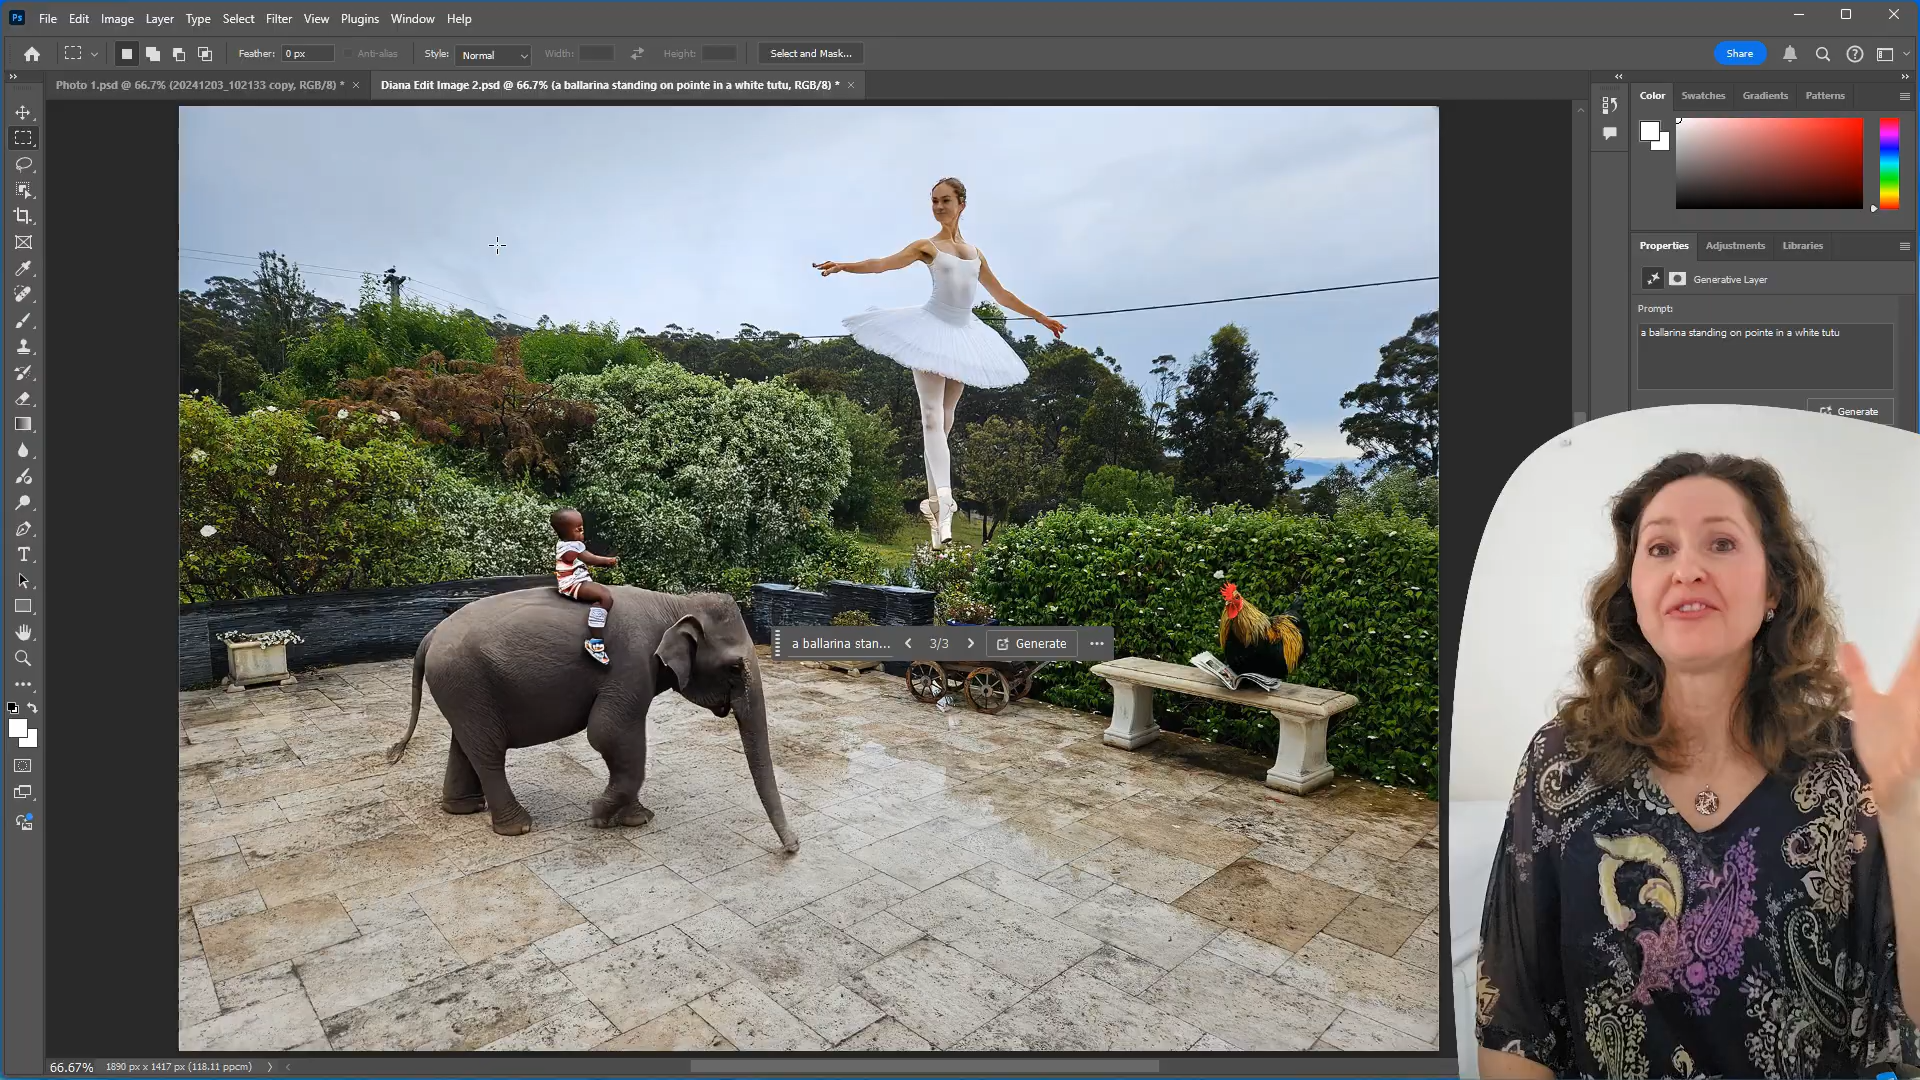 Ps File Edit Image Layer Type Select Filter View Plugins Window Help
Feather: 0 px Anti-alias Style: Normal Width: Height: Select and Mask... Share
Photo 1.psd @ 66.7% (20241203_102133 copy, RGB/8) * Diana Edit Image 2.psd @ 66.7% (a ballarina standing on pointe in a white tutu, RGB/8) *
Color Swatches Gradients Patterns
Properties Adjustments Libraries
Generative Layer
Prompt:
a ballarina standing on pointe in a white tutu
Generate
a ballarina stan... 3/3 Generate
66.67% 1890 px x 1417 px (118.11 ppcm)